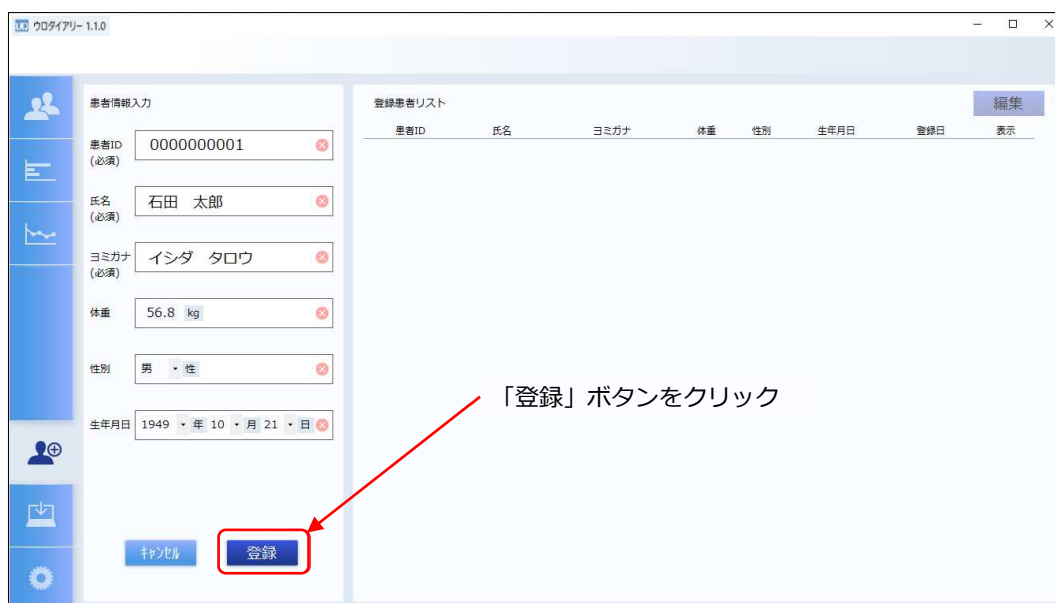 ウロダイアリー 1.1.0
患者情報入力
患者ID
(必須)
0000000001
氏名
(必須)
石田 太郎
ヨミガナ
(必須)
イシダ タロウ
体重
56.8 kg
性別
男 性
生年月日
1949 年 10 月 21 日
キャンセル
登録
登録患者リスト
編集
患者ID 氏名 ヨミガナ 体重 性別 生年月日 登録日 表示
「登録」ボタンをクリック